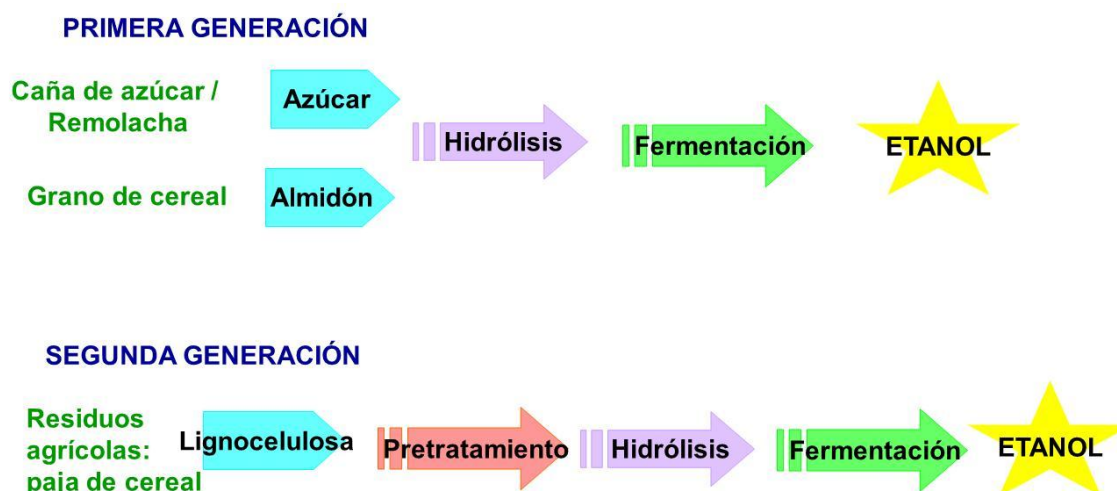 PRIMERA GENERACIÓN
Caña de azúcar /
Remolacha
Azúcar
Hidrólisis
Fermentación
ETANOL
Grano de cereal
Almidón
SEGUNDA GENERACIÓN
Residuos
agrícolas:
paja de cereal
Lignocelulosa
Pretratamiento
Hidrólisis
Fermentación
ETANOL